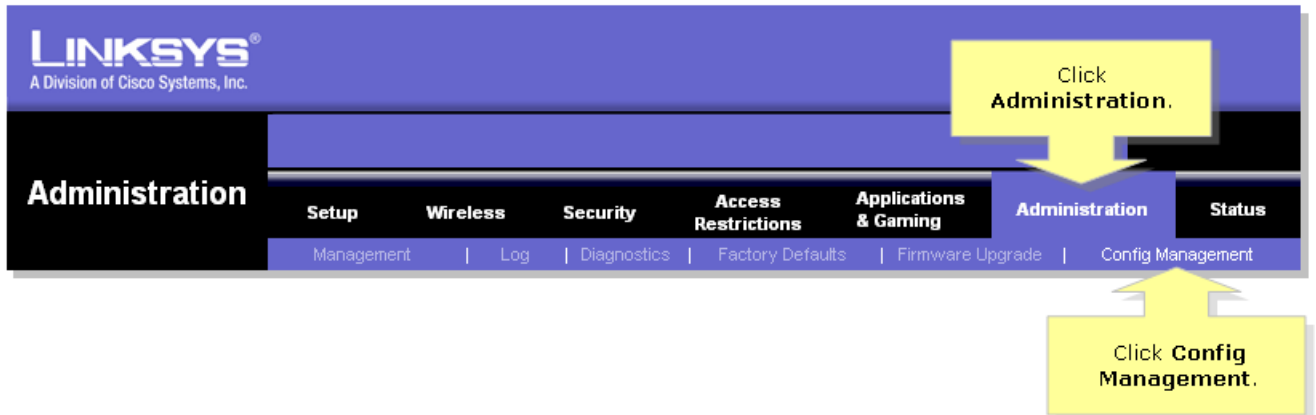 LINKSYS®
A Division of Cisco Systems, Inc.
Click
Administration.
Administration
Setup
Wireless
Security
Access
Restrictions
Applications
& Gaming
Administration
Status
Management | Log | Diagnostics | Factory Defaults | Firmware Upgrade | Config Management
Click Config
Management.